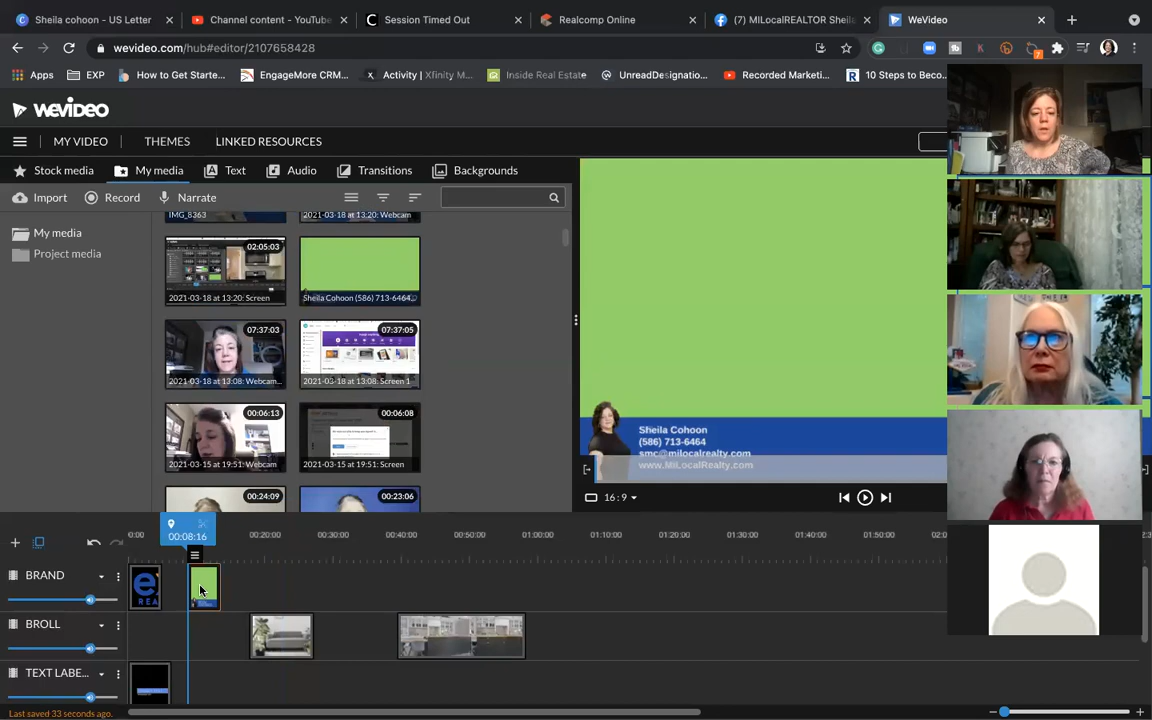 Sheila cohoon - US Letter
Channel content - YouTube
Session Timed Out
Realcomp Online
(7) MILocalREALTOR Sheila
WeVideo
wevideo.com/hub#editor/2107658428
Apps
EXP
How to Get Starte...
EngageMore CRM...
Activity | Xfinity M...
Inside Real Estate
UnreadDesignatio...
Recorded Marketi...
10 Steps to Beco...
wevideo
MY VIDEO
THEMES
LINKED RESOURCES
Stock media
My media
Text
Audio
Transitions
Backgrounds
Import
Record
Narrate
My media
Project media
IMG_8363
2021-03-18 at 13:20: Webcam
02:05:03
2021-03-18 at 13:20: Screen
Sheila Cohoon (586) 713-6464...
07:37:03
2021-03-18 at 13:08: Webcam...
07:37:05
2021-03-18 at 13:08: Screen 1
00:06:13
2021-03-15 at 19:51: Webcam
00:06:08
2021-03-15 at 19:51: Screen
00:24:09
00:23:06
Sheila Cohoon
(586) 713-6464
smc@milocalrealty.com
www.MiLocalRealty.com
16:9
00:08:16
0:00
00:20:00
00:30:00
00:40:00
00:50:00
01:00:00
01:10:00
01:20:00
01:30:00
01:40:00
01:50:00
02:0
BRAND
BROLL
TEXT LABE...
Last saved 33 seconds ago.